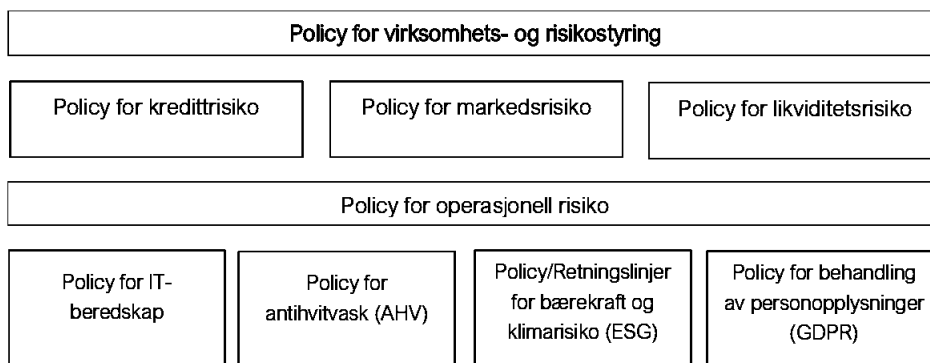 Policy for virksomhets- og risikostyring
Policy for kredittrisiko
Policy for markedsrisiko
Policy for likviditetsrisiko
Policy for operasjonell risiko
Policy for IT-
beredskap
Policy for
antihvitvask (AHV)
Policy/Retningslinjer
for bærekraft og
klimarisiko (ESG)
Policy for behandling
av personopplysninger
(GDPR)